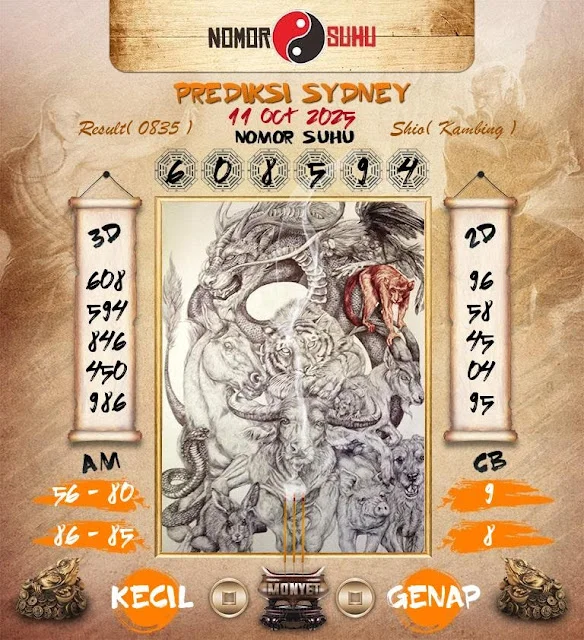 NOMOR SUHU
PREDIKSI SYDNEY
11 OCT 2025
Result( 0835 )
NOMOR SUHU
Shio( Kambing )
6 0 8 5 9 4
3D
608
594
846
450
986
2D
96
58
45
04
95
AM
56 - 80
86 - 85
CB
9
8
KECIL
MONYET
GENAP